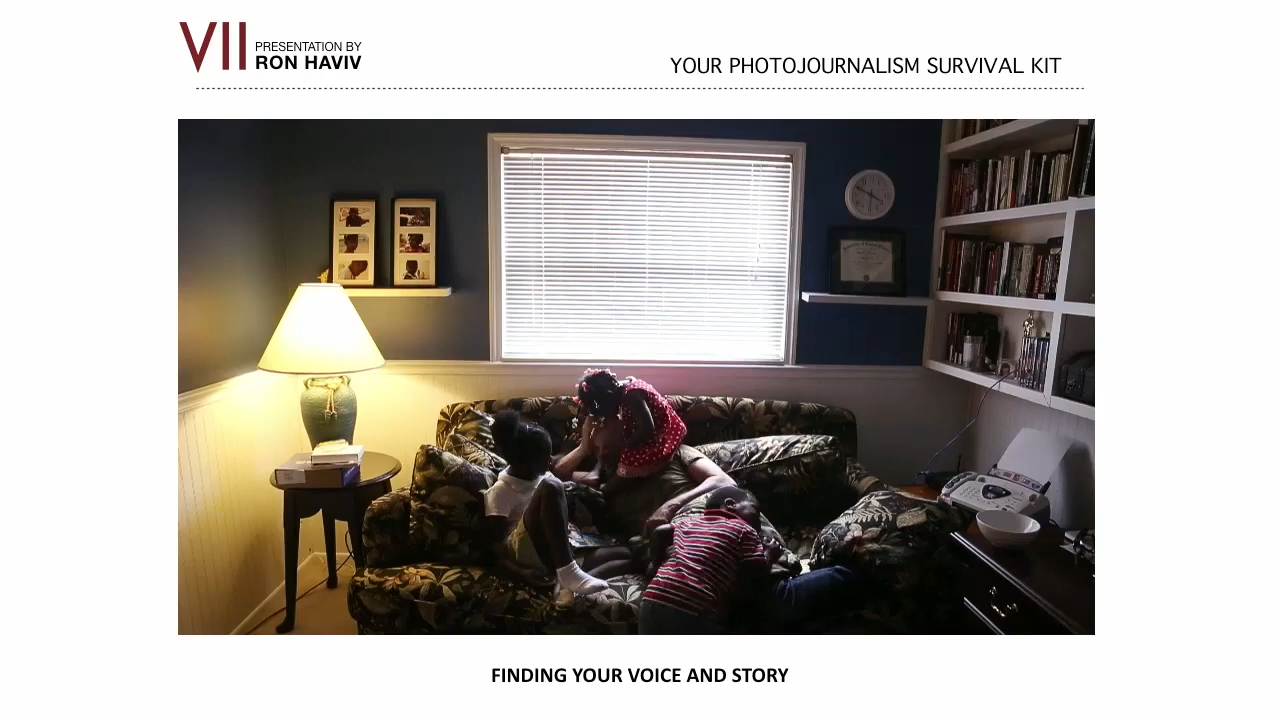 VII
PRESENTATION BY
RON HAVIV
YOUR PHOTOJOURNALISM SURVIVAL KIT
FINDING YOUR VOICE AND STORY